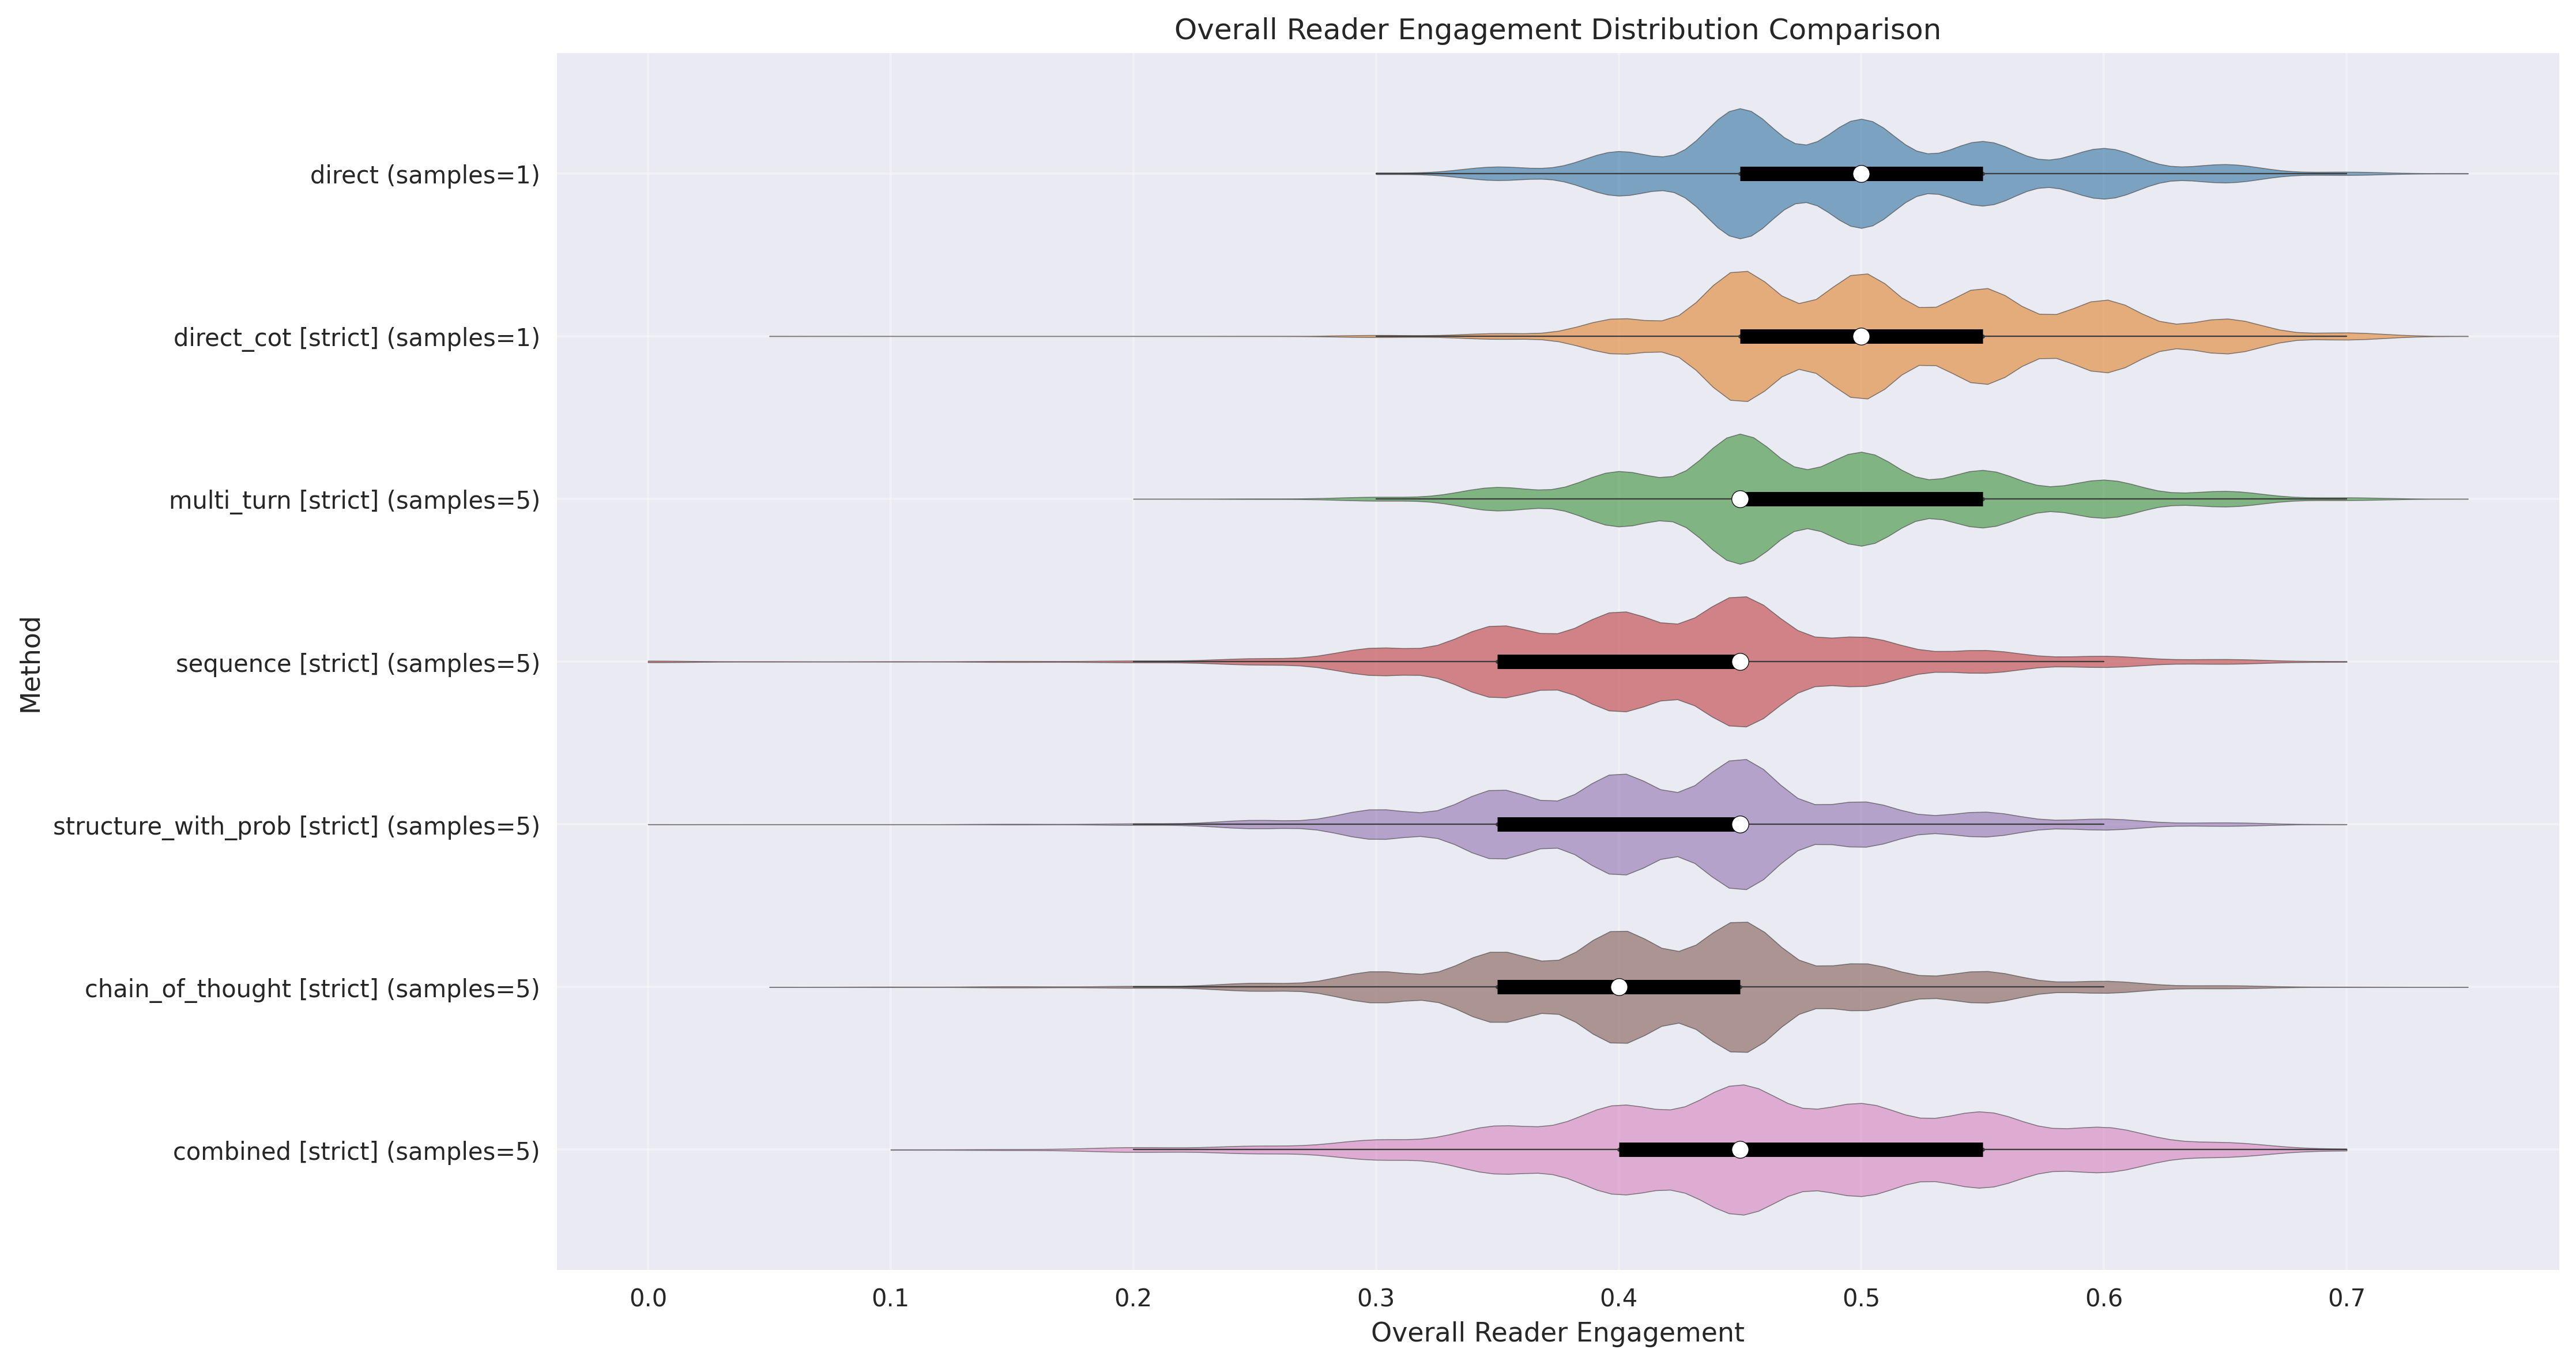 Overall Reader Engagement Distribution Comparison
direct (samples=1)
direct_cot [strict] (samples=1)
multi_turn [strict] (samples=5)
sequence [strict] (samples=5)
structure_with_prob [strict] (samples=5)
chain_of_thought [strict] (samples=5)
combined [strict] (samples=5)
Method
0.0 0.1 0.2 0.3 0.4 0.5 0.6 0.7
Overall Reader Engagement